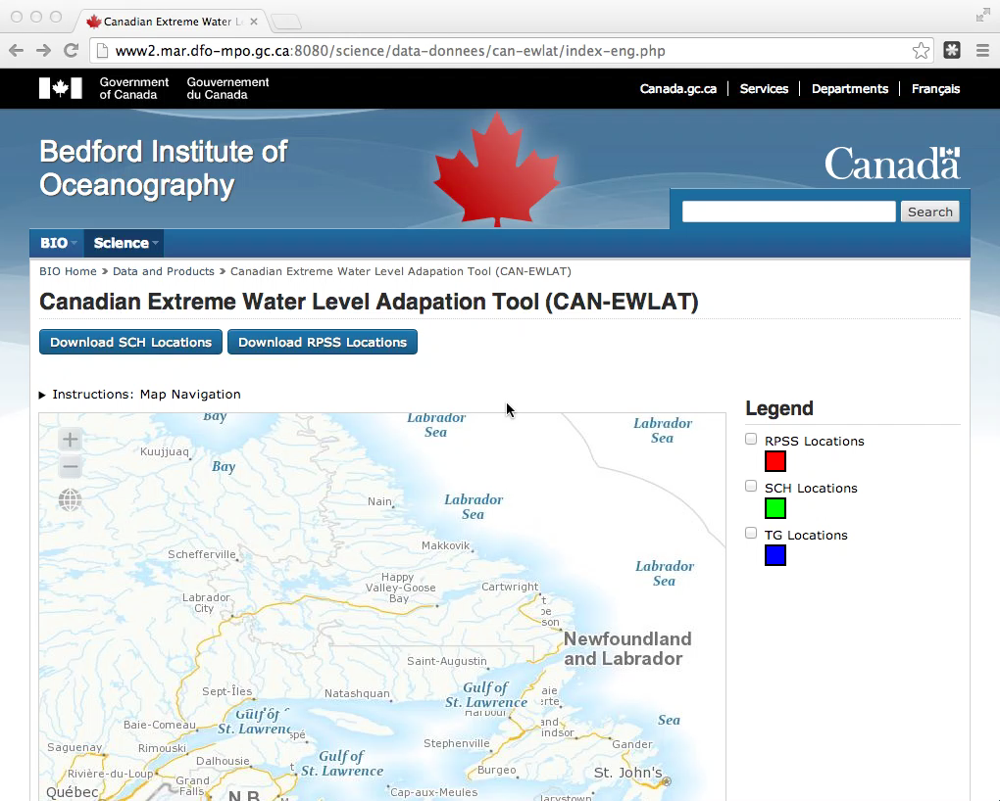 Canadian Extreme Water L
www2.mar.dfo-mpo.gc.ca:8080/science/data-donnees/can-ewlat/index-eng.php
Government of Canada
Gouvernement du Canada
Canada.gc.ca
Services
Departments
Français
Bedford Institute of
Oceanography
Canada
Search
BIO
Science
BIO Home » Data and Products » Canadian Extreme Water Level Adapation Tool (CAN-EWLAT)
Canadian Extreme Water Level Adapation Tool (CAN-EWLAT)
Download SCH Locations
Download RPSS Locations
Instructions: Map Navigation
Legend
RPSS Locations
SCH Locations
TG Locations
Bay
Labrador
Sea
Labrador
Sea
Kuujjuaq
Bay
Nain
Labrador
Sea
Makkovik
Schefferville
Labrador
Sea
Happy
Valley-Goose
Bay
Cartwright
Labrador
City
Newfoundland
and Labrador
Saint-Augustin
Sept-Îles
Natashquan
Gulf of
St. Lawrence
Gulf of
St. Lawrenc
Sea
Baie-Comeau
Stephenville
Gander
Saguenay
Rimouski
Dalhousie
Gulf of
St. Lawrence
Rivière-du-Loup
Burgeo
St. John's
Grand
Falls
Québec
N.B.
Cap-aux-Meules